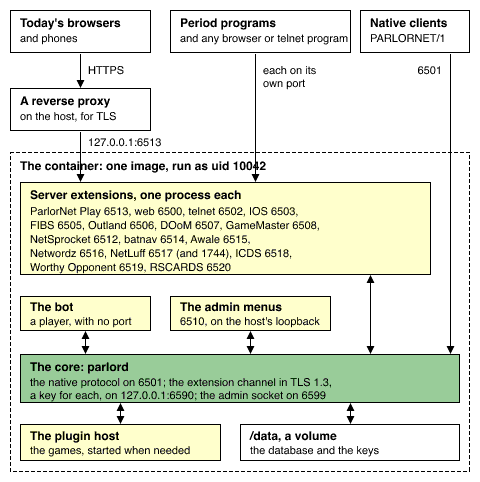 Today's browsers
and phones
Period programs
and any browser or telnet program
Native clients
PARLORNET/1
HTTPS
each on its
own port
6501
A reverse proxy
on the host, for TLS
127.0.0.1:6513
The container: one image, run as uid 10042
Server extensions, one process each
ParlorNet Play 6513, web 6500, telnet 6502, IOS 6503,
FIBS 6505, Outland 6506, DOoM 6507, GameMaster 6508,
NetSprocket 6512, batnav 6514, Awale 6515,
Networdz 6516, NetLuff 6517 (and 1744), ICDS 6518,
Worthy Opponent 6519, RSCARDS 6520
The bot
a player, with no port
The admin menus
6510, on the host's loopback
The core: parlord
the native protocol on 6501; the extension channel in TLS 1.3,
a key for each, on 127.0.0.1:6590; the admin socket on 6599
The plugin host
the games, started when needed
/data, a volume
the database and the keys